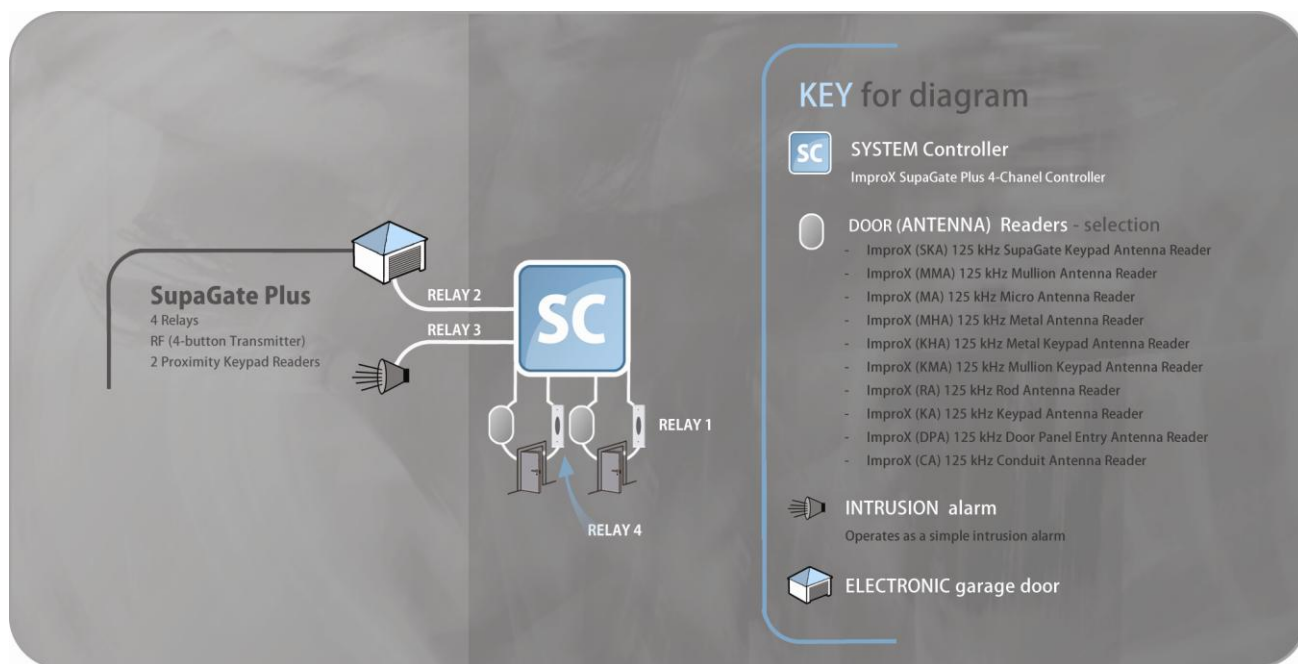 SupaGate Plus
4 Relays
RF (4-button Transmitter)
2 Proximity Keypad Readers
RELAY 2
RELAY 3
SC
RELAY 1
RELAY 4
KEY for diagram
SC
SYSTEM Controller
ImproX SupaGate Plus 4-Chanel Controller
DOOR (ANTENNA) Readers - selection
- ImproX (SKA) 125 kHz SupaGate Keypad Antenna Reader
- ImproX (MMA) 125 kHz Mullion Antenna Reader
- ImproX (MA) 125 kHz Micro Antenna Reader
- ImproX (MHA) 125 kHz Metal Antenna Reader
- ImproX (KHA) 125 kHz Metal Keypad Antenna Reader
- ImproX (KMA) 125 kHz Mullion Keypad Antenna Reader
- ImproX (RA) 125 kHz Rod Antenna Reader
- ImproX (KA) 125 kHz Keypad Antenna Reader
- ImproX (DPA) 125 kHz Door Panel Entry Antenna Reader
- ImproX (CA) 125 kHz Conduit Antenna Reader
INTRUSION alarm
Operates as a simple intrusion alarm
ELECTRONIC garage door